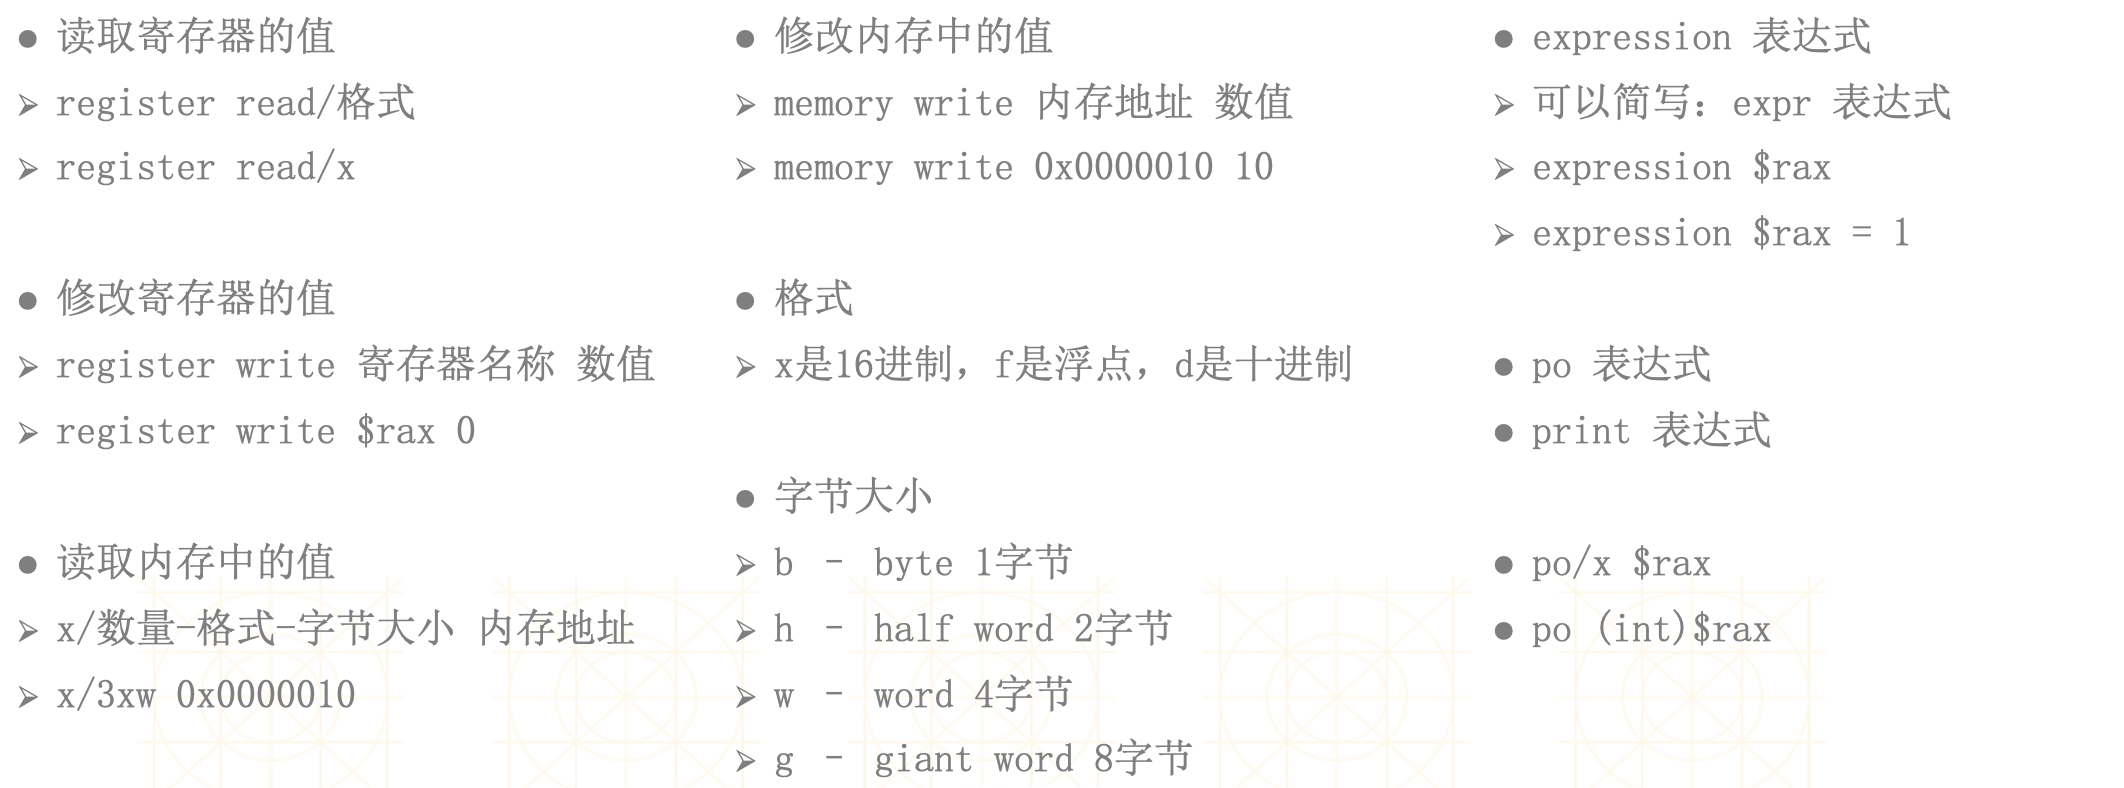 ● 读取寄存器的值
➢ register read/格式
➢ register read/x
● 修改寄存器的值
➢ register write 寄存器名称 数值
➢ register write $rax 0
● 读取内存中的值
➢ x/数量-格式-字节大小 内存地址
➢ x/3xw 0x0000010
● 修改内存中的值
➢ memory write 内存地址 数值
➢ memory write 0x0000010 10
● 格式
➢ x是16进制，f是浮点，d是十进制
● 字节大小
➢ b – byte 1字节
➢ h – half word 2字节
➢ w – word 4字节
➢ g – giant word 8字节
● expression 表达式
➢ 可以简写：expr 表达式
➢ expression $rax
➢ expression $rax = 1
● po 表达式
● print 表达式
● po/x $rax
● po (int)$rax